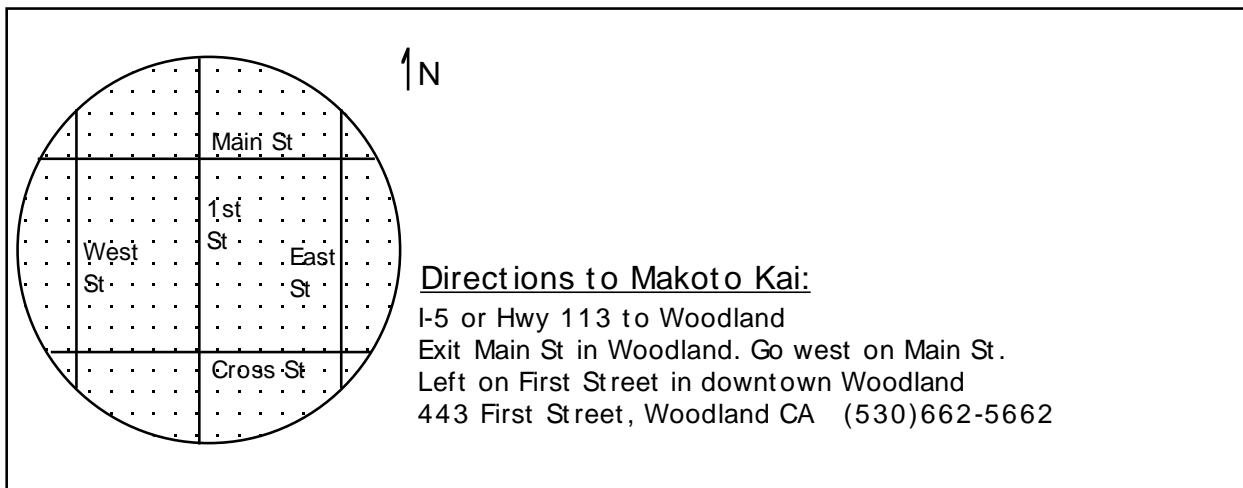 N
Main St
1st
St
West
St
East
St
Cross St
Directions to Makoto Kai:
I-5 or Hwy 113 to Woodland
Exit Main St in Woodland. Go west on Main St.
Left on First Street in downtown Woodland
443 First Street, Woodland CA (530)662-5662